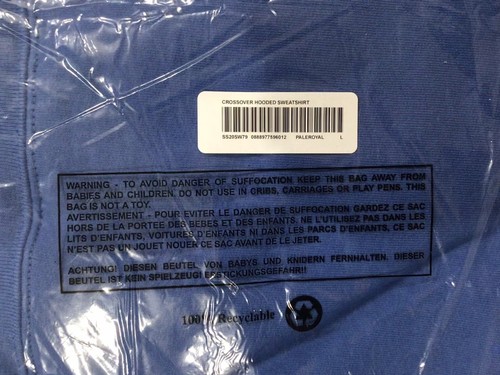 CROSSOVER HOODED SWEATSHIRT
SS20SW79 0888977596012 PALEROYAL L
WARNING - TO AVOID DANGER OF SUFFOCATION KEEP THIS BAG AWAY FROM
BABIES AND CHILDREN. DO NOT USE IN CRIBS, CARRIAGES OR PLAY PENS. THIS
BAG IS NOT A TOY.
AVERTISSEMENT - POUR EVITER LE DANGER DE SUFFOCATION GARDEZ CE SAC
HORS DE LA PORTEE DES BEBES ET DES ENFANTS. NE L'UTILISEZ PAS DANS LES
LITS D'ENFANTS, VOITURES D'ENFANTS NI DANS LES PARCS D'ENFANTS, CE SAC
N'EST PAS UN JOUET NOUER CE SAC AVANT DE LE JETER.
ACHTUNG! DIESEN BEUTEL VON BABYS UND KNIDERN FERNHALTEN. DIESER
BEUTEL IST KEIN SPIELZEUG! ERSTICKUNGSGEFAHR!!
100% Recyclable